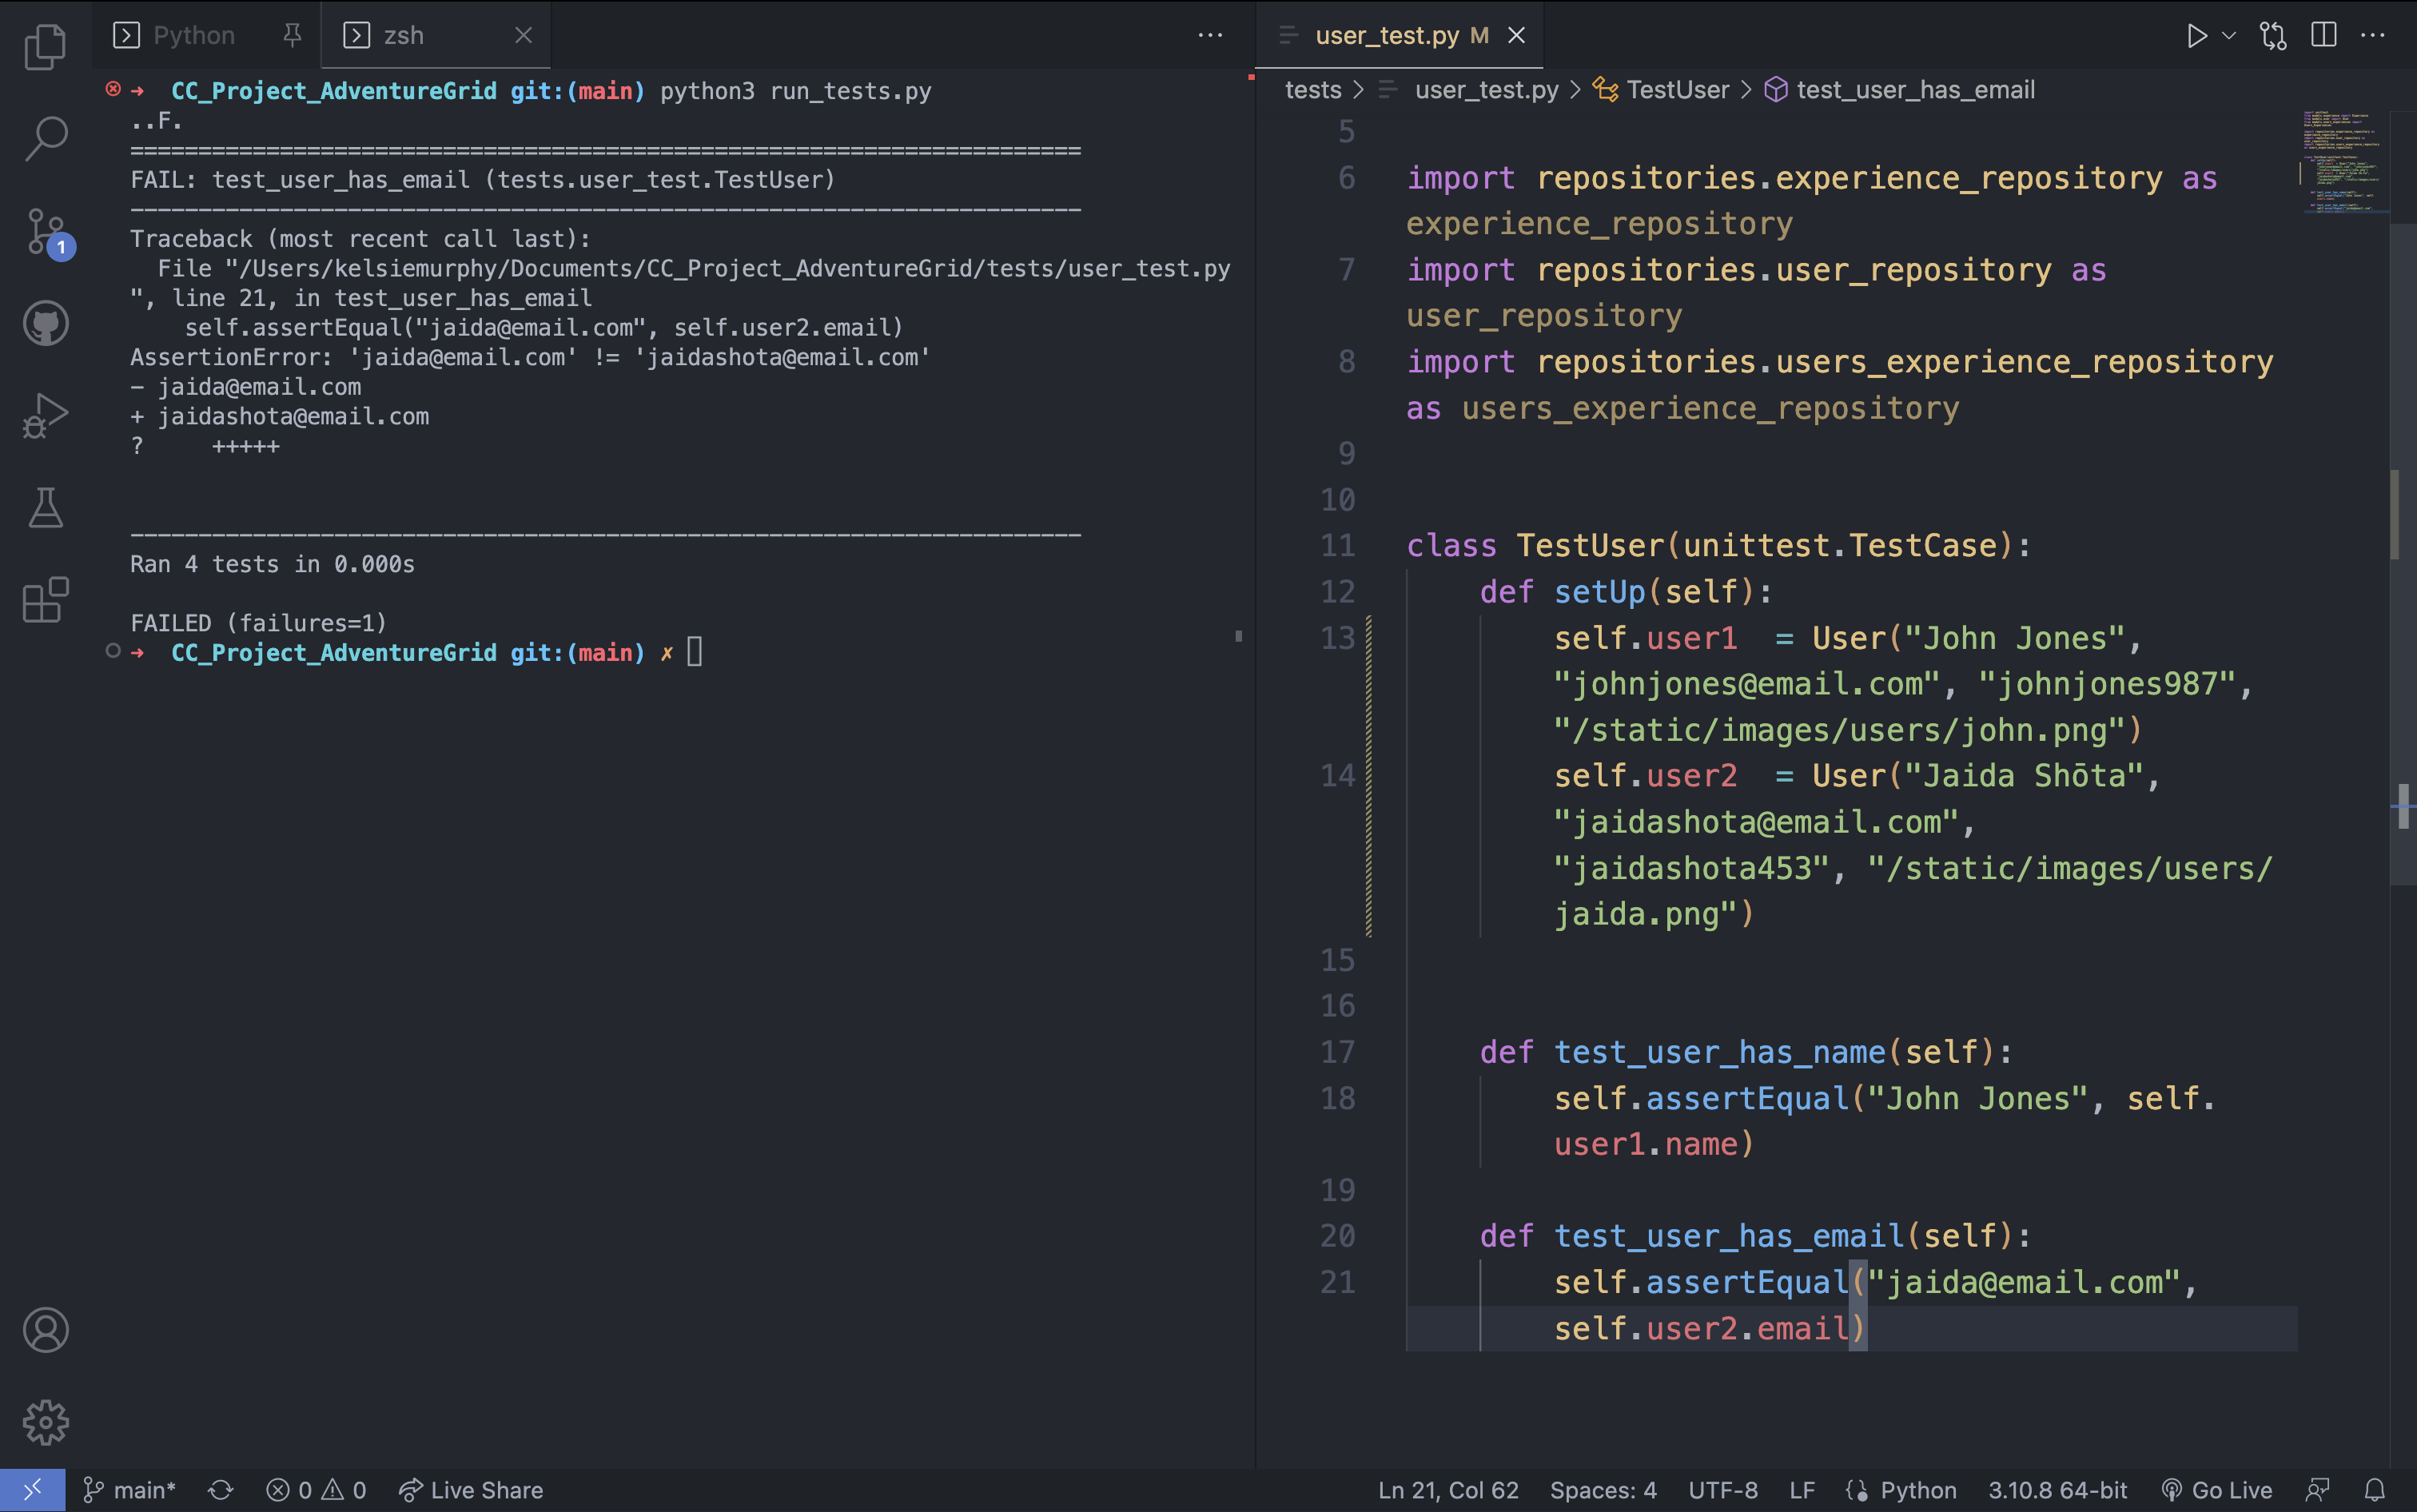 Python
zsh
CC_Project_AdventureGrid git:(main) python3 run_tests.py
..F.
======================================================================
FAIL: test_user_has_email (tests.user_test.TestUser)
----------------------------------------------------------------------
Traceback (most recent call last):
  File "/Users/kelsiemurphy/Documents/CC_Project_AdventureGrid/tests/user_test.py
", line 21, in test_user_has_email
    self.assertEqual("jaida@email.com", self.user2.email)
AssertionError: 'jaida@email.com' != 'jaidashota@email.com'
- jaida@email.com
+ jaidashota@email.com
?     +++++
----------------------------------------------------------------------
Ran 4 tests in 0.000s
FAILED (failures=1)
CC_Project_AdventureGrid git:(main) ✗
1
user_test.py M
tests > user_test.py > TestUser > test_user_has_email
5
6 import repositories.experience_repository as
experience_repository
7 import repositories.user_repository as
user_repository
8 import repositories.users_experience_repository
as users_experience_repository
9
10
11 class TestUser(unittest.TestCase):
12     def setUp(self):
13         self.user1  = User("John Jones",
"johnjones@email.com", "johnjones987",
"/static/images/users/john.png")
14         self.user2  = User("Jaida Shōta",
"jaidashota@email.com",
"jaidashota453", "/static/images/users/
jaida.png")
15
16
17     def test_user_has_name(self):
18         self.assertEqual("John Jones", self.
user1.name)
19
20     def test_user_has_email(self):
21         self.assertEqual("jaida@email.com",
self.user2.email)
main* 0 0 Live Share
Ln 21, Col 62 Spaces: 4 UTF-8 LF Python 3.10.8 64-bit Go Live